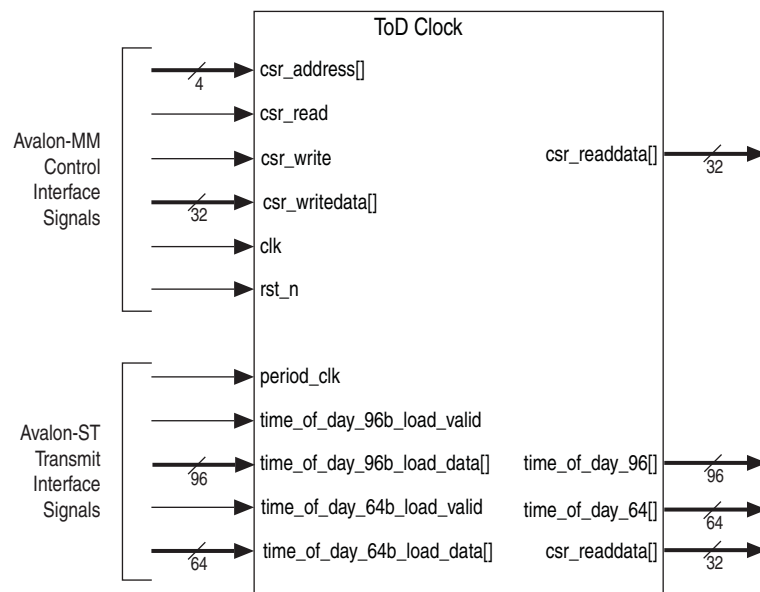 ToD Clock
Avalon-MM
Control
Interface
Signals
4
csr_address[]
csr_read
csr_write
32
csr_writedata[]
clk
rst_n
csr_readdata[]
32
Avalon-ST
Transmit
Interface
Signals
period_clk
time_of_day_96b_load_valid
96
time_of_day_96b_load_data[]
time_of_day_64b_load_valid
64
time_of_day_64b_load_data[]
time_of_day_96[]
96
time_of_day_64[]
64
csr_readdata[]
32